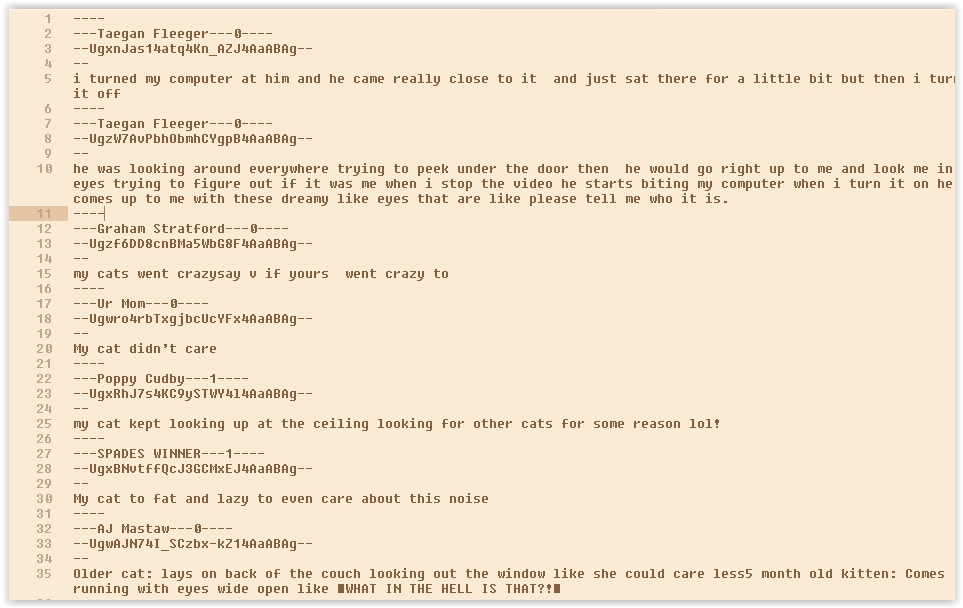 1 ----
2 ---Taegan Fleeger---0----
3 --UgxnJas14atq4Kn_AZJ4AaABAg--
4 --
5 i turned my computer at him and he came really close to it  and just sat there for a little bit but then i tur
it off
6 ----
7 ---Taegan Fleeger---0----
8 --UgzW7AvPbhObmhCYgpB4AaABAg--
9 --
10 he was looking around everywhere trying to peek under the door then  he would go right up to me and look me in
eyes trying to figure out if it was me when i stop the video he starts biting my computer when i turn it on he
comes up to me with these dreamy like eyes that are like please tell me who it is.
11 ----
12 ---Graham Stratford---0----
13 --Ugzf6DD8cnBMa5WbG8F4AaABAg--
14 --
15 my cats went crazysay v if yours  went crazy to
16 ----
17 ---Ur Mom---0----
18 --Ugwro4rbTxgjbcUcYFx4AaABAg--
19 --
20 My cat didn't care
21 ----
22 ---Poppy Cudby---1----
23 --UgxRhJ7s4KC9ySTWY4l4AaABAg--
24 --
25 my cat kept looking up at the ceiling looking for other cats for some reason lol!
26 ----
27 ---SPADES WINNER---1----
28 --UgxBNvtffQcJ3GCMxEJ4AaABAg--
29 --
30 My cat to fat and lazy to even care about this noise
31 ----
32 ---AJ Mastaw---0----
33 --UgwAJN74I_SCzbx-kZ14AaABAg--
34 --
35 Older cat: lays on back of the couch looking out the window like she could care less5 month old kitten: Comes
running with eyes wide open like █WHAT IN THE HELL IS THAT?!█